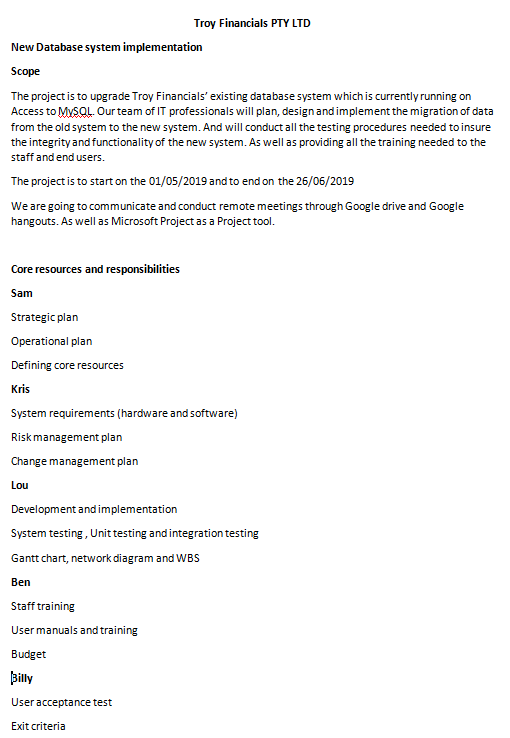 Troy Financials PTY LTD
New Database system implementation
Scope
The project is to upgrade Troy Financials' existing database system which is currently running on
Access to MySQL. Our team of IT professionals will plan, design and implement the migration of data
from the old system to the new system. And will conduct all the testing procedures needed to insure
the integrity and functionality of the new system. As well as providing all the training needed to the
staff and end users.
The project is to start on the 01/05/2019 and to end on the 26/06/2019
We are going to communicate and conduct remote meetings through Google drive and Google
hangouts. As well as Microsoft Project as a Project tool.
Core resources and responsibilities
Sam
Strategic plan
Operational plan
Defining core resources
Kris
System requirements (hardware and software)
Risk management plan
Change management plan
Lou
Development and implementation
System testing , Unit testing and integration testing
Gantt chart, network diagram and WBS
Ben
Staff training
User manuals and training
Budget
Billy
User acceptance test
Exit criteria